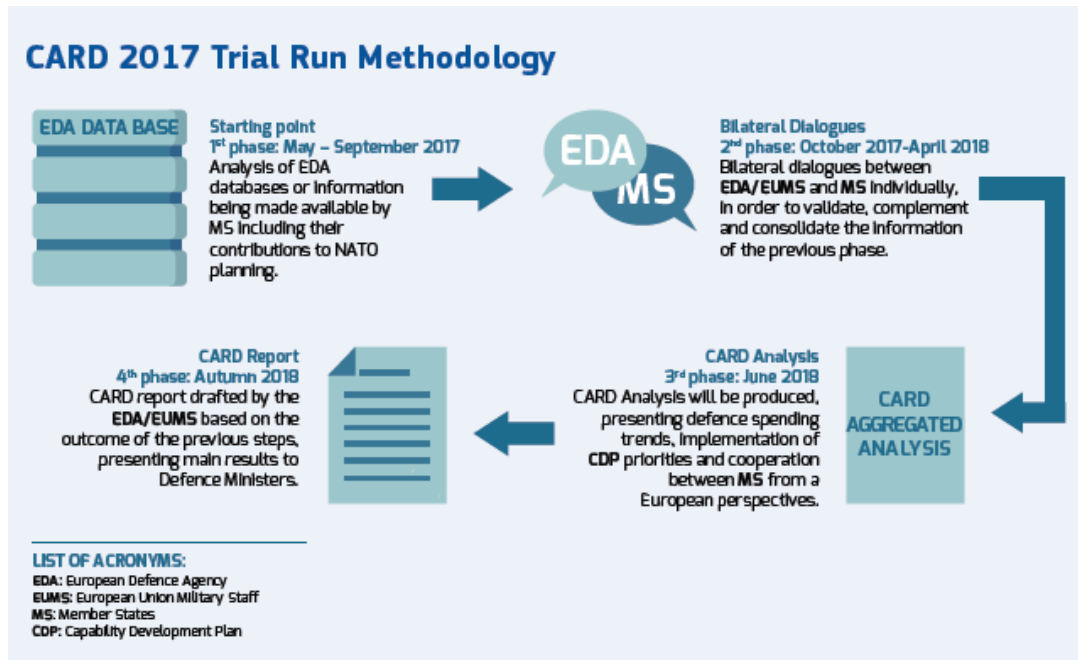 CARD 2017 Trial Run Methodology
EDA DATA BASE
Starting point
1st phase: May – September 2017
Analysis of EDA
databases or information
being made available by
MS including their
contributions to NATO
planning.
EDA
MS
Bilateral Dialogues
2nd phase: October 2017-April 2018
Bilateral dialogues between
EDA/EUMS and MS individually,
in order to validate, complement
and consolidate the information
of the previous phase.
CARD
AGGREGATED
ANALYSIS
CARD Analysis
3rd phase: June 2018
CARD Analysis will be produced,
presenting defence spending
trends, implementation of
CDP priorities and cooperation
between MS from a
European perspectives.
CARD Report
4th phase: Autumn 2018
CARD report drafted by the
EDA/EUMS based on the
outcome of the previous steps,
presenting main results to
Defence Ministers.
LIST OF ACRONYMS:
EDA: European Defence Agency
EUMS: European Union Military Staff
MS: Member States
CDP: Capability Development Plan